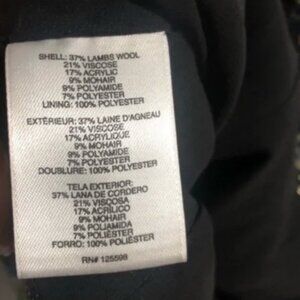 SHELL: 37% LAMBS WOOL
21% VISCOSE
17% ACRYLIC
9% MOHAIR
9% POLYAMIDE
7% POLYESTER
LINING: 100% POLYESTER
EXTÉRIEUR: 37% LAINE D'AGNEAU
21% VISCOSE
17% ACRYLIQUE
9% MOHAIR
9% POLYAMIDE
7% POLYESTER
DOUBLURE: 100% POLYESTER
TELA EXTERIOR:
37% LANA DE CORDERO
21% VISCOSA
17% ACRÍLICO
9% MOHAIR
9% POLIAMIDA
7% POLIÉSTER
FORRO: 100% POLIÉSTER
RN# 125598